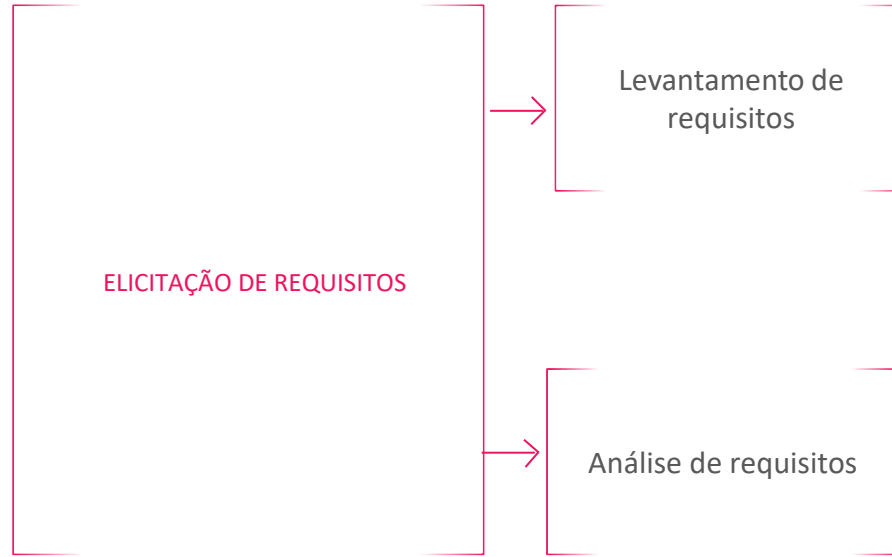 Levantamento de
requisitos
ELICITAÇÃO DE REQUISITOS
Análise de requisitos